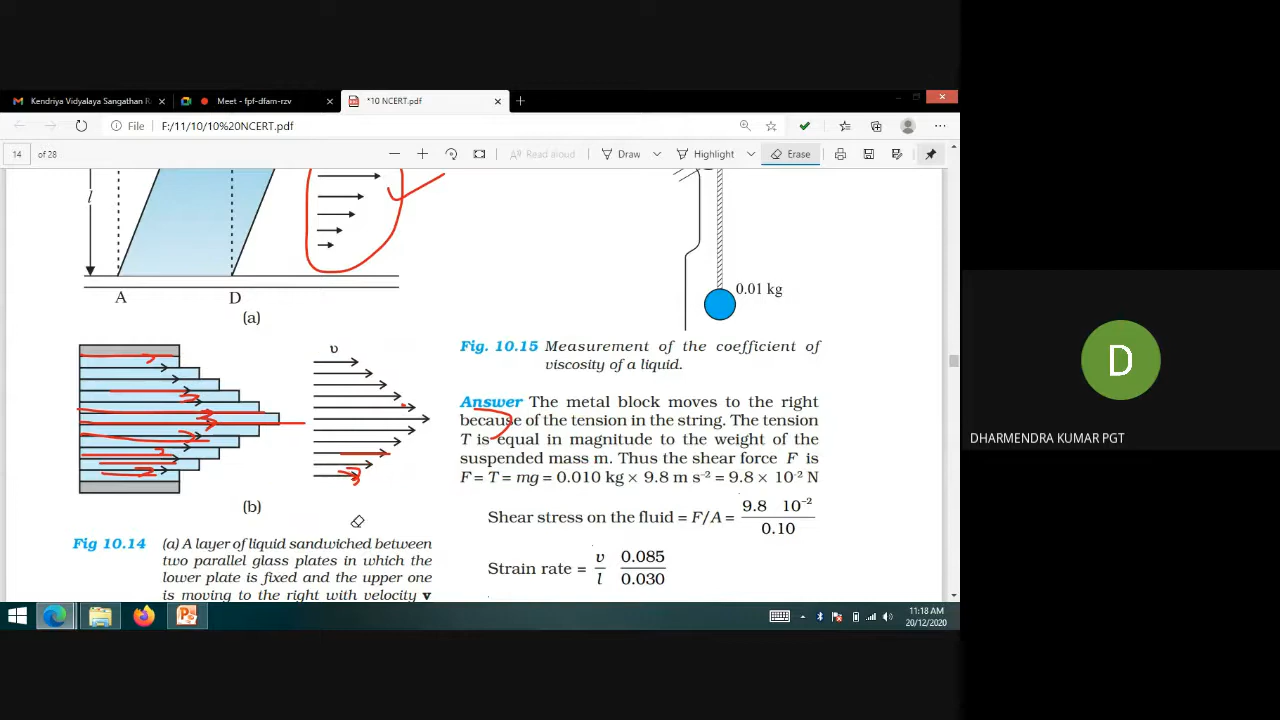 Kendriya Vidyalaya Sangathan R
Meet - fpf-dfam-rzv
*10 NCERT.pdf
File
F:/11/10/10%20NCERT.pdf
14
of 28
Read aloud
Draw
Highlight
Erase
l
A
D
(a)
υ
(b)
Fig 10.14 (a) A layer of liquid sandwiched between
two parallel glass plates in which the
lower plate is fixed and the upper one
is moving to the right with velocity v
0.01 kg
Fig. 10.15 Measurement of the coefficient of
viscosity of a liquid.
Answer The metal block moves to the right
because of the tension in the string. The tension
T is equal in magnitude to the weight of the
suspended mass m. Thus the shear force F is
F = T = mg = 0.010 kg × 9.8 m s⁻² = 9.8 × 10⁻² N
Shear stress on the fluid = F/A = 9.8 10⁻²
0.10
Strain rate = υ 0.085
l 0.030
11:18 AM
20/12/2020
D
DHARMENDRA KUMAR PGT